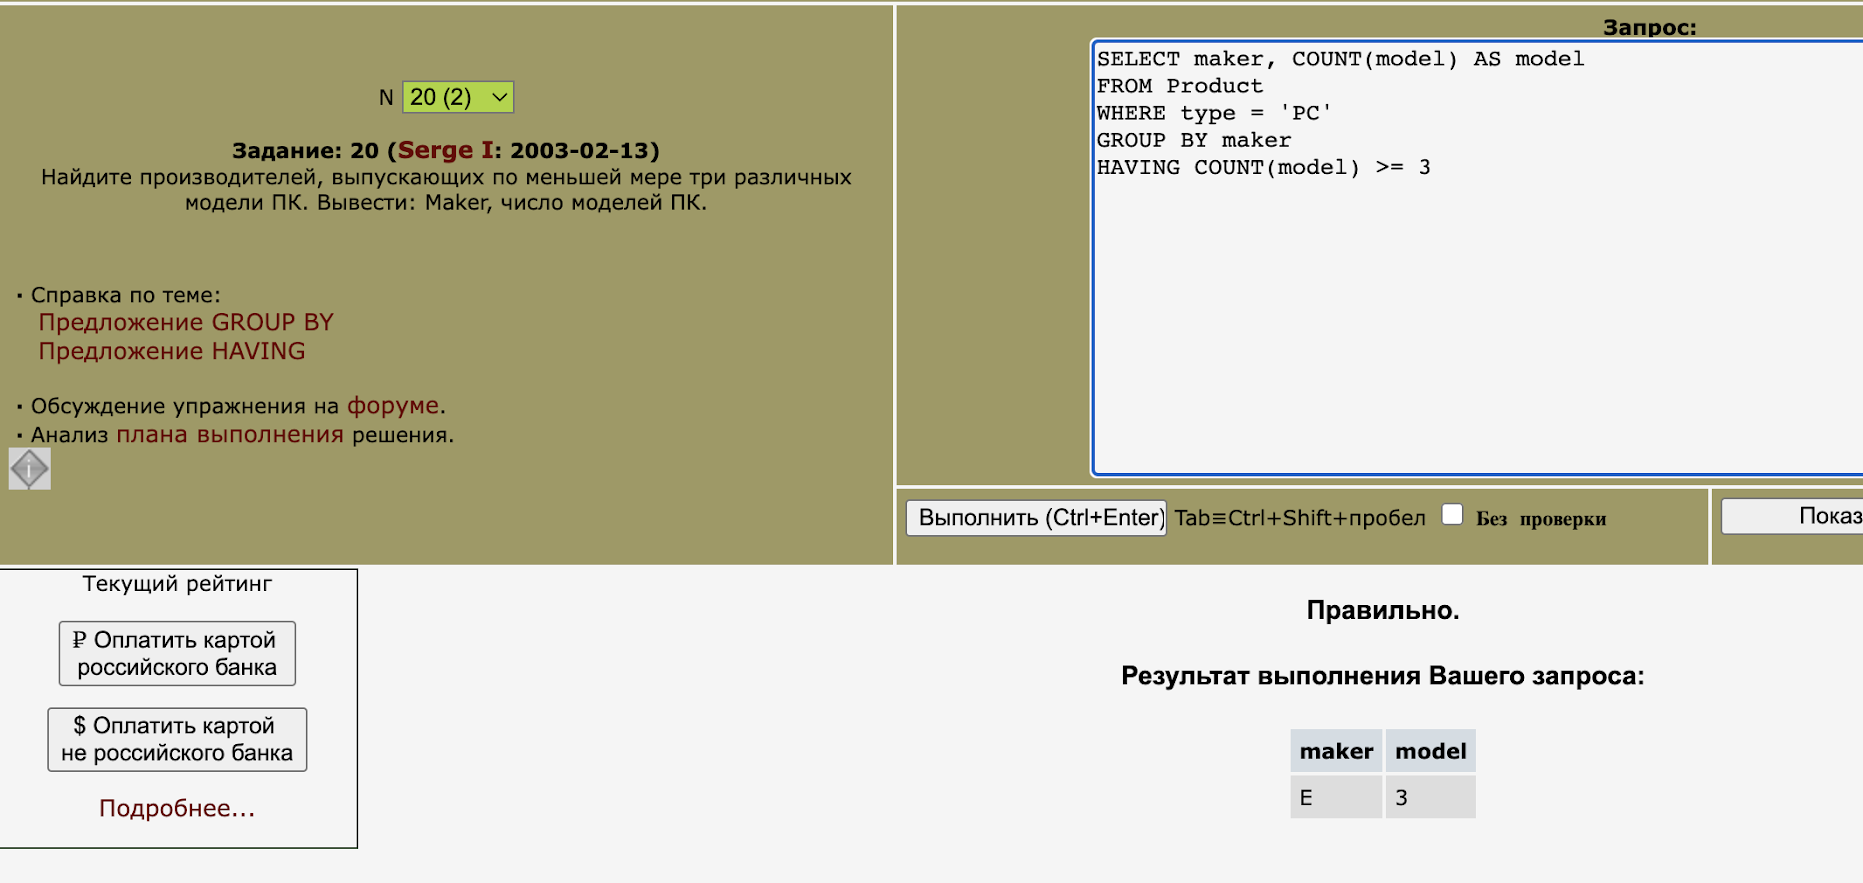 N 20 (2)
Задание: 20 (Serge I: 2003-02-13)
Найдите производителей, выпускающих по меньшей мере три различных
модели ПК. Вывести: Maker, число моделей ПК.
· Справка по теме:
Предложение GROUP BY
Предложение HAVING
· Обсуждение упражнения на форуме.
· Анализ плана выполнения решения.
i
Запрос:
SELECT maker, COUNT(model) AS model
FROM Product
WHERE type = 'PC'
GROUP BY maker
HAVING COUNT(model) >= 3
Выполнить (Ctrl+Enter) Tab≡Ctrl+Shift+пробел Без проверки
Показ
Текущий рейтинг
₽ Оплатить картой
российского банка
$ Оплатить картой
не российского банка
Подробнее...
Правильно.
Результат выполнения Вашего запроса:
maker model
E 3